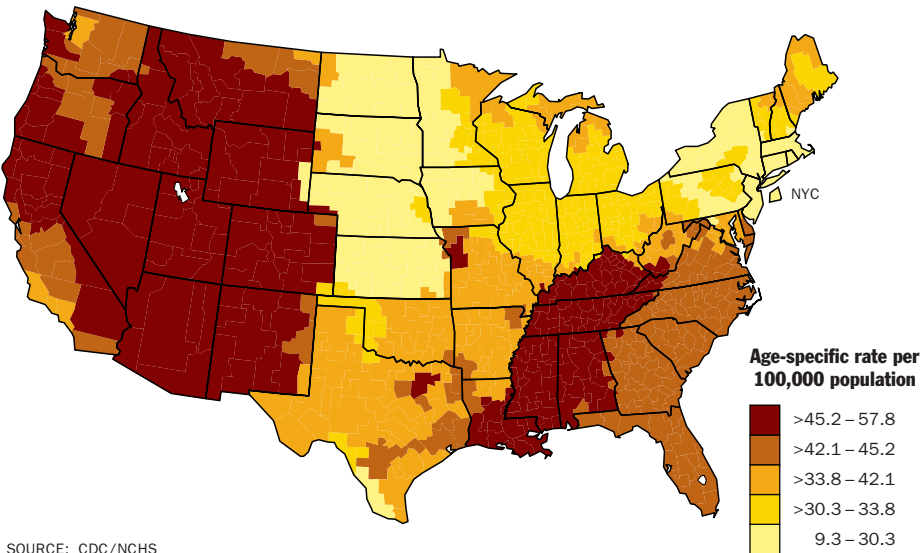 NYC
Age-specific rate per
100,000 population
>45.2 – 57.8
>42.1 – 45.2
>33.8 – 42.1
>30.3 – 33.8
9.3 – 30.3
SOURCE: CDC/NCHS